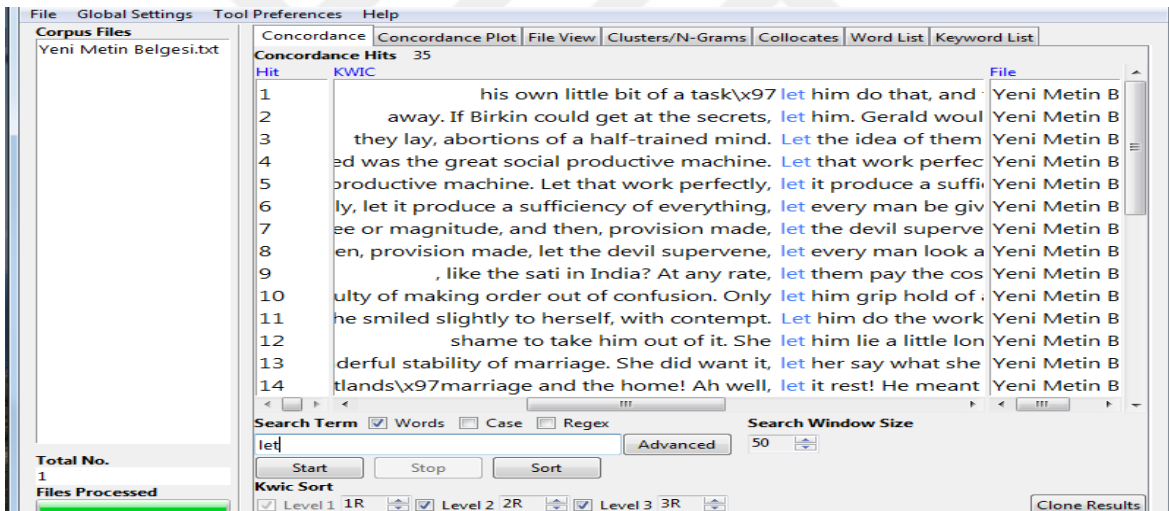 File Global Settings Tool Preferences Help
Corpus Files
Yeni Metin Belgesi.txt
Concordance Concordance Plot File View Clusters/N-Grams Collocates Word List Keyword List
Concordance Hits 35
Hit KWIC File
1 his own little bit of a task\x97 let him do that, and Yeni Metin B
2 away. If Birkin could get at the secrets, let him. Gerald woul Yeni Metin B
3 they lay, abortions of a half-trained mind. Let the idea of them Yeni Metin B
4 ed was the great social productive machine. Let that work perfec Yeni Metin B
5 productive machine. Let that work perfectly, let it produce a suffi Yeni Metin B
6 ly, let it produce a sufficiency of everything, let every man be giv Yeni Metin B
7 ee or magnitude, and then, provision made, let the devil superve Yeni Metin B
8 en, provision made, let the devil supervene, let every man look a Yeni Metin B
9 , like the sati in India? At any rate, let them pay the cos Yeni Metin B
10 ulty of making order out of confusion. Only let him grip hold of Yeni Metin B
11 he smiled slightly to herself, with contempt. Let him do the work Yeni Metin B
12 shame to take him out of it. She let him lie a little lon Yeni Metin B
13 derful stability of marriage. She did want it, let her say what she Yeni Metin B
14 tlands\x97marriage and the home! Ah well, let it rest! He meant Yeni Metin B
Search Term Words Case Regex Search Window Size
let Advanced 50
Start Stop Sort
Total No.
1
Files Processed
Kwic Sort
Level 1 1R Level 2 2R Level 3 3R Clone Results